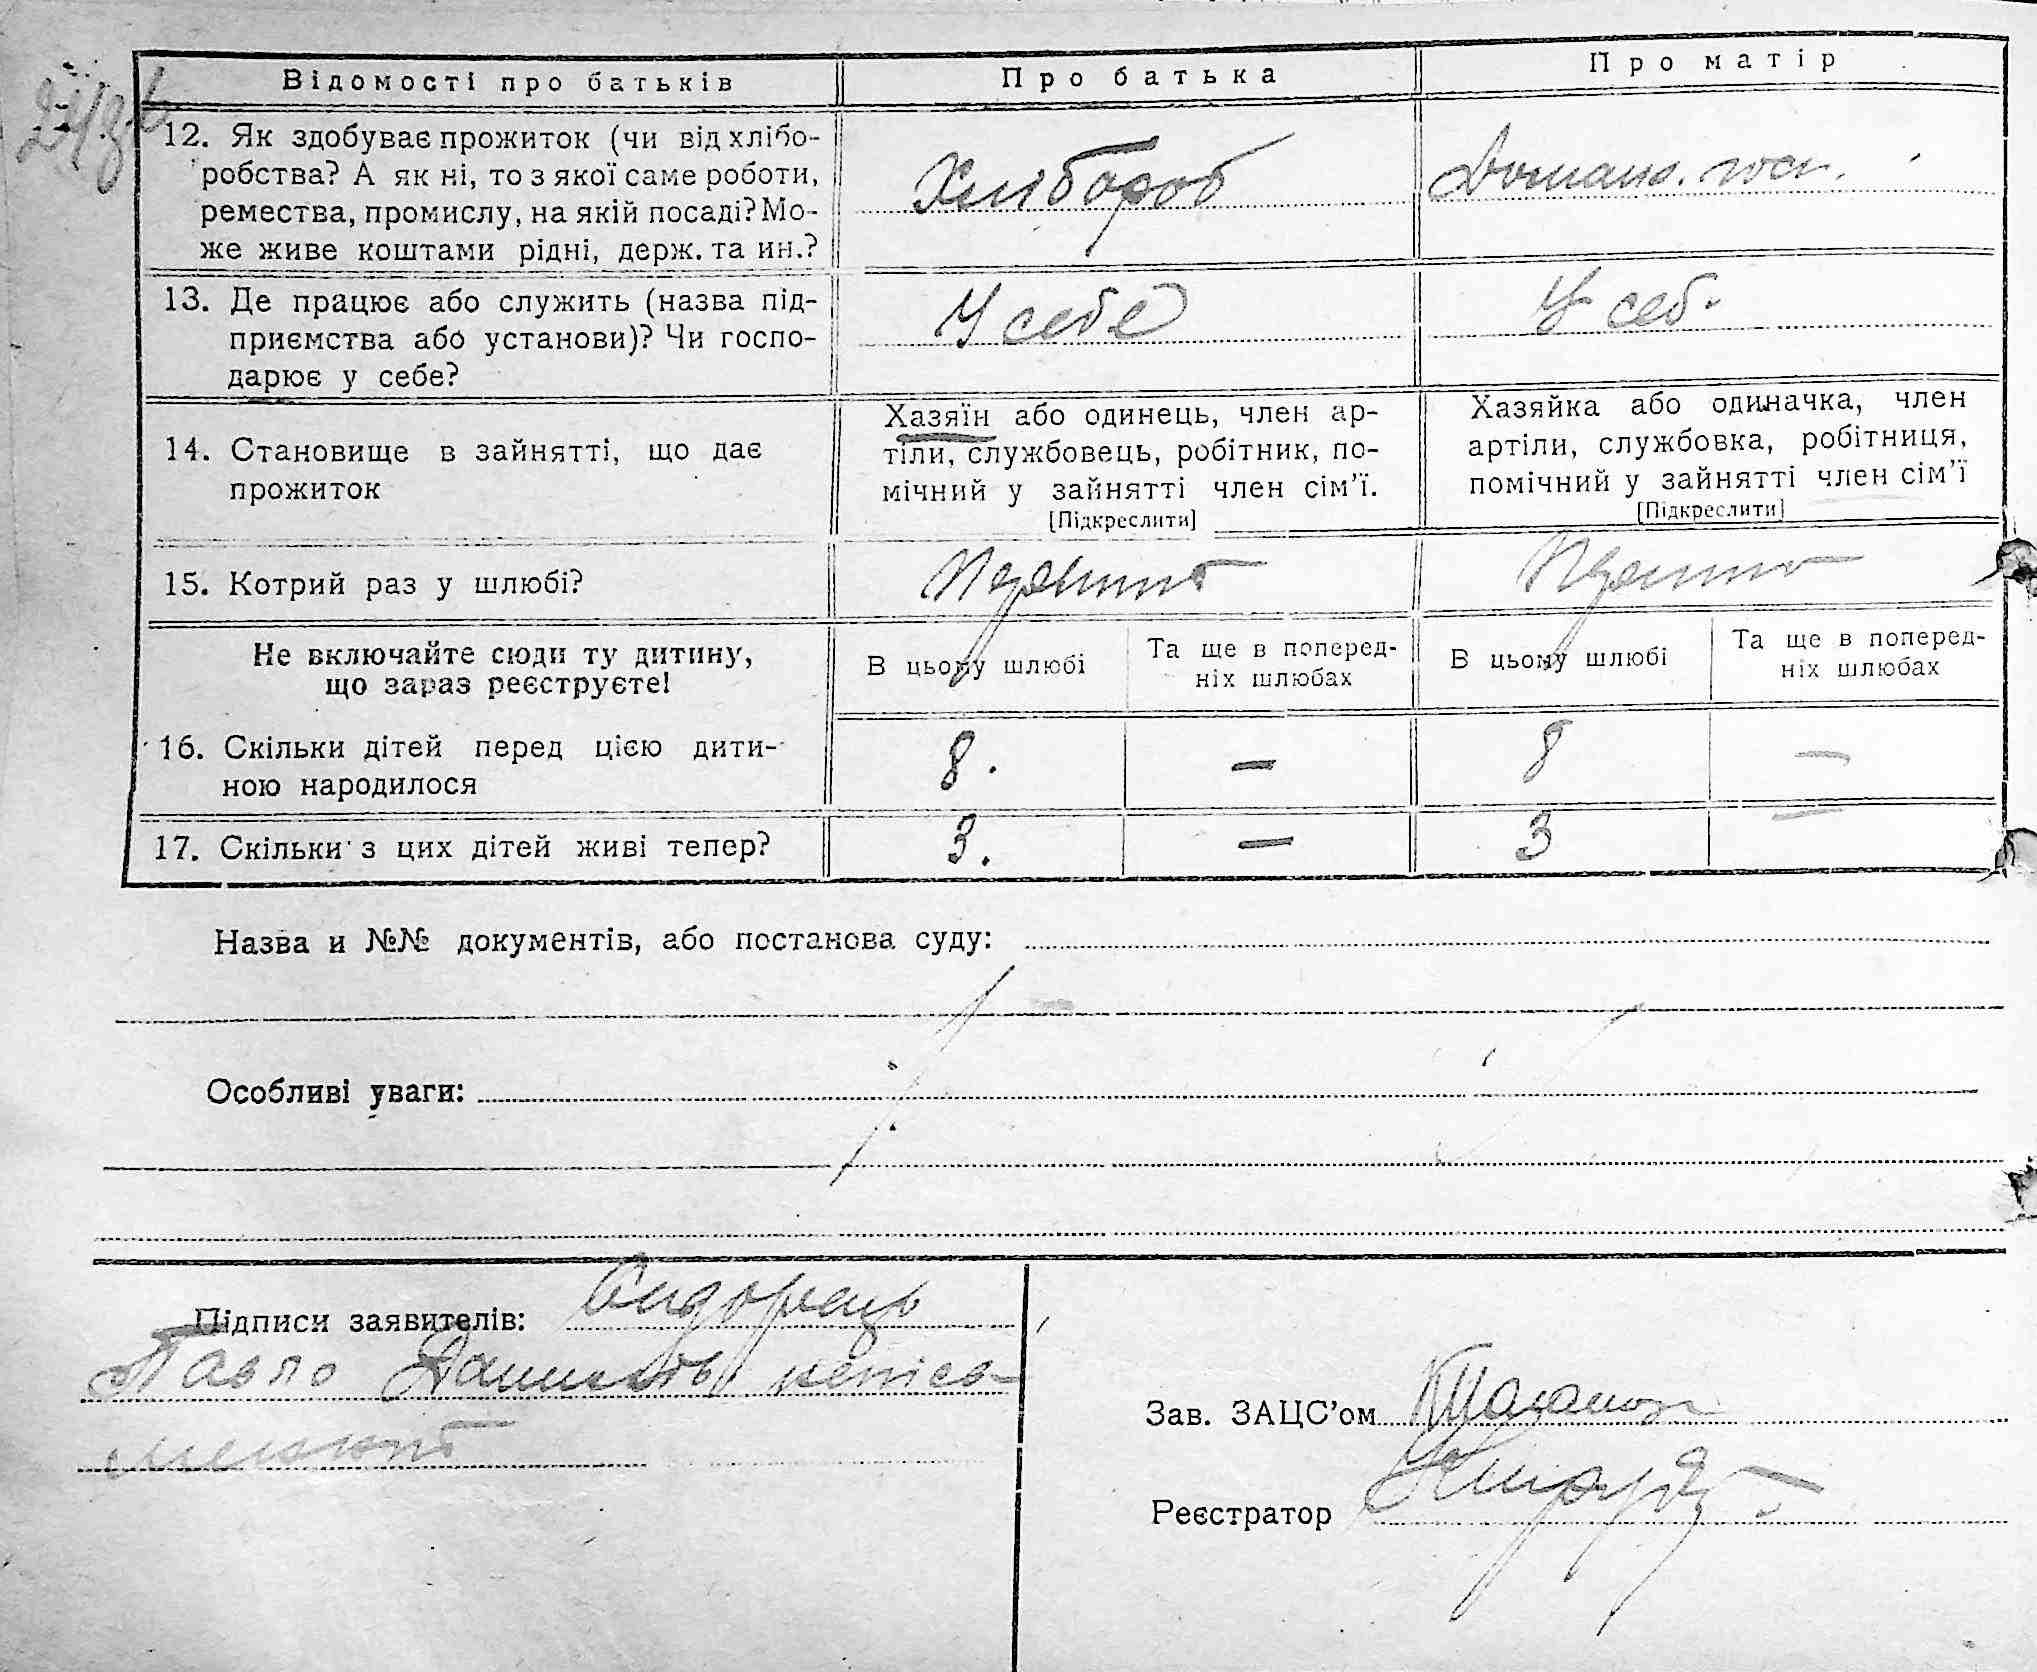 Відомості про батьків
Про батька
Про матір
12. Як здобуває прожиток (чи від хлібо-
робства? А як ні, то з якої саме роботи,
ремества, промислу, на якій посаді? Мо-
же живе коштами рідні, держ. та ин.?
Хлібороб
Домашн. госп.
13. Де працює або служить (назва під-
приємства або установи)? Чи госпо-
дарює у себе?
У себе
У себ.
14. Становище в зайнятті, що дає
прожиток
Хазяїн або одинець, член ар-
тіли, службовець, робітник, по-
мічний у зайнятті член сім'ї.
[Підкреслити]
Хазяйка або одиначка, член
артіли, службовка, робітниця,
помічний у зайнятті член сім'ї
[Підкреслити]
15. Котрий раз у шлюбі?
Не включайте сюди ту дитину,
що зараз реєструєте!
В цьому шлюбі
Та ще в поперед-
ніх шлюбах
В цьому шлюбі
Та ще в поперед-
ніх шлюбах
16. Скільки дітей перед цією дити-
ною народилося
8. — 8 —
17. Скільки з цих дітей живі тепер?
3. — 3 —
Назва и №№ документів, або постанова суду:
Особливі уваги:
Підписи заявителів: Сидорець
Павло
Зав. ЗАЦС'ом
Реєстратор